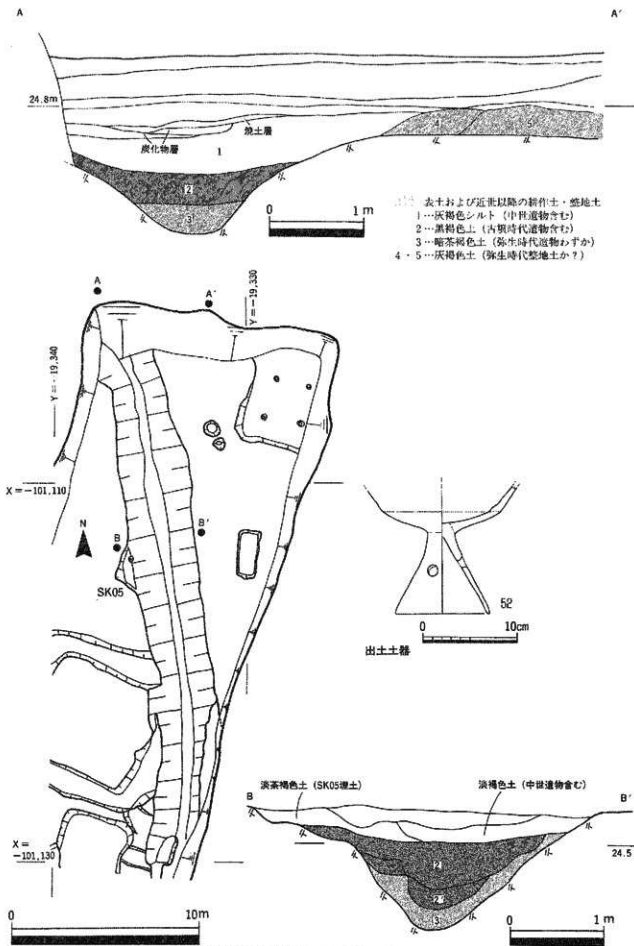 A
A′
24.8m
焼土層
炭化物層
1
4
5
2
3
0
1 m
表土および近世以降の耕作土・整地土
1…灰褐色シルト（中世遺物含む）
2…黒褐色土（古墳時代遺物含む）
3…暗茶褐色土（弥生時代遺物わずか）
4・5…灰褐色土（弥生時代整地土か？）
A
A′
Y=-19,330
Y=-19,340
X=-101,110
N
B
B′
SK05
52
0
10cm
出土土器
淡茶褐色土（SK05埋土）
淡褐色土（中世遺物含む）
B
B′
24.5
2
2
3
X=
-101,130
0
10m
0
1 m